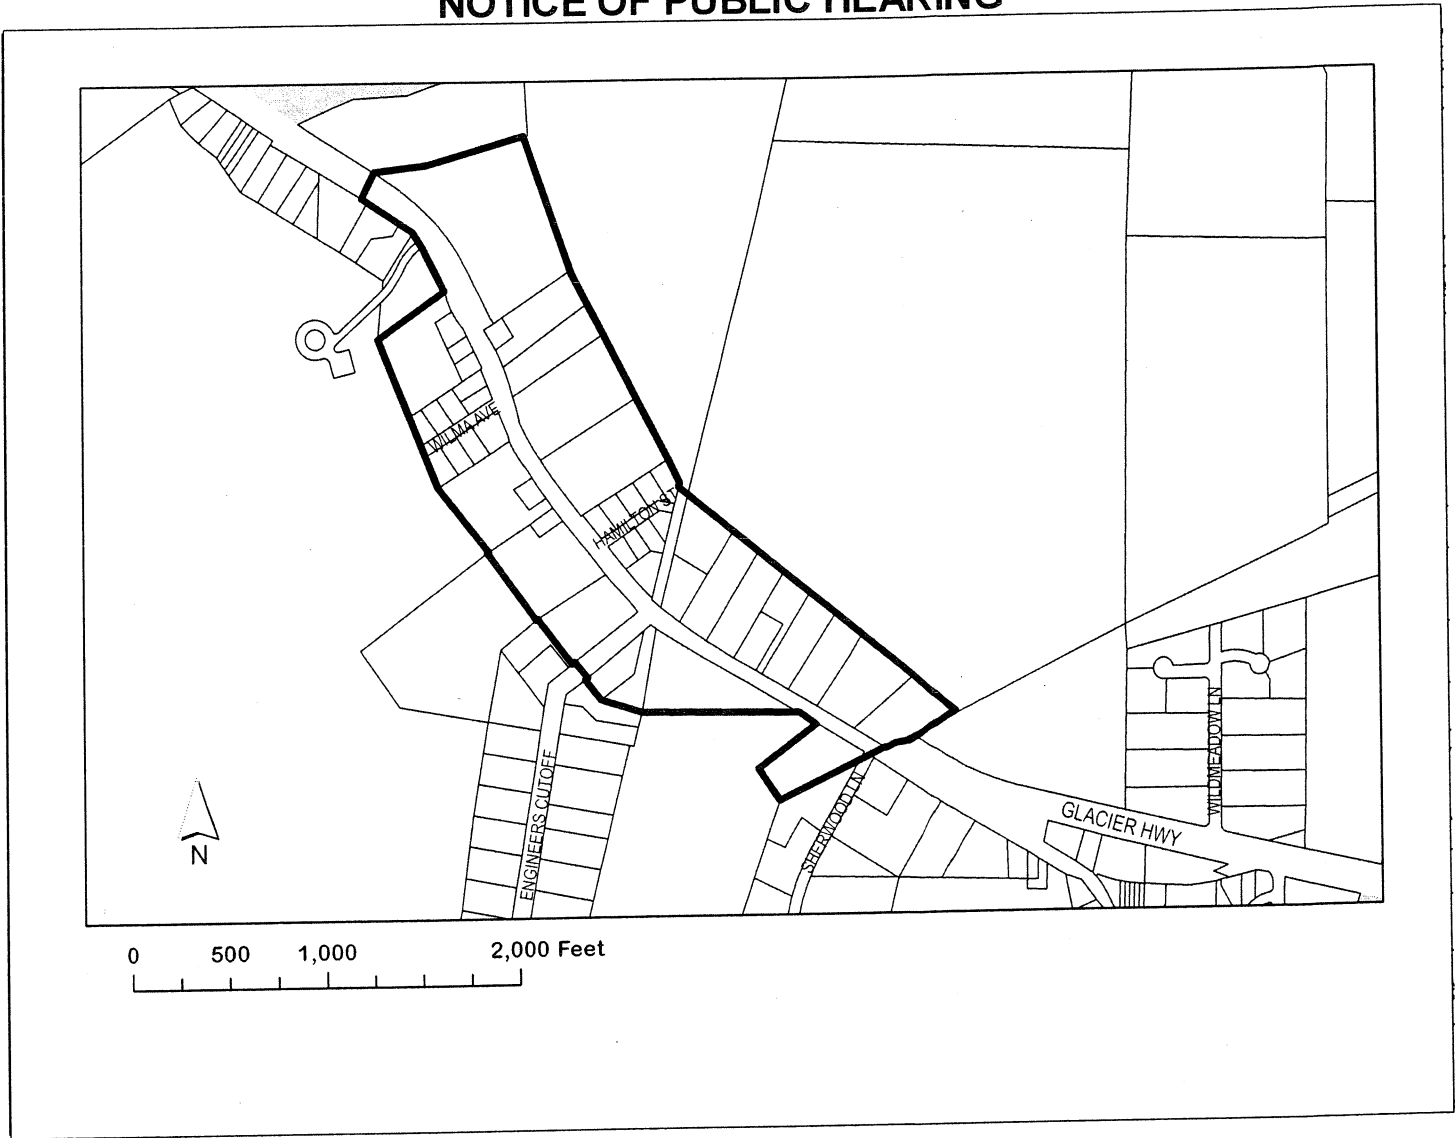 NOTICE OF PUBLIC HEARING
WILMA AVE
HAMILTON ST
WILDMEADOW LN
ENGINEERS CUTOFF
SHERWOOD LN
GLACIER HWY
N
0 500 1,000 2,000 Feet